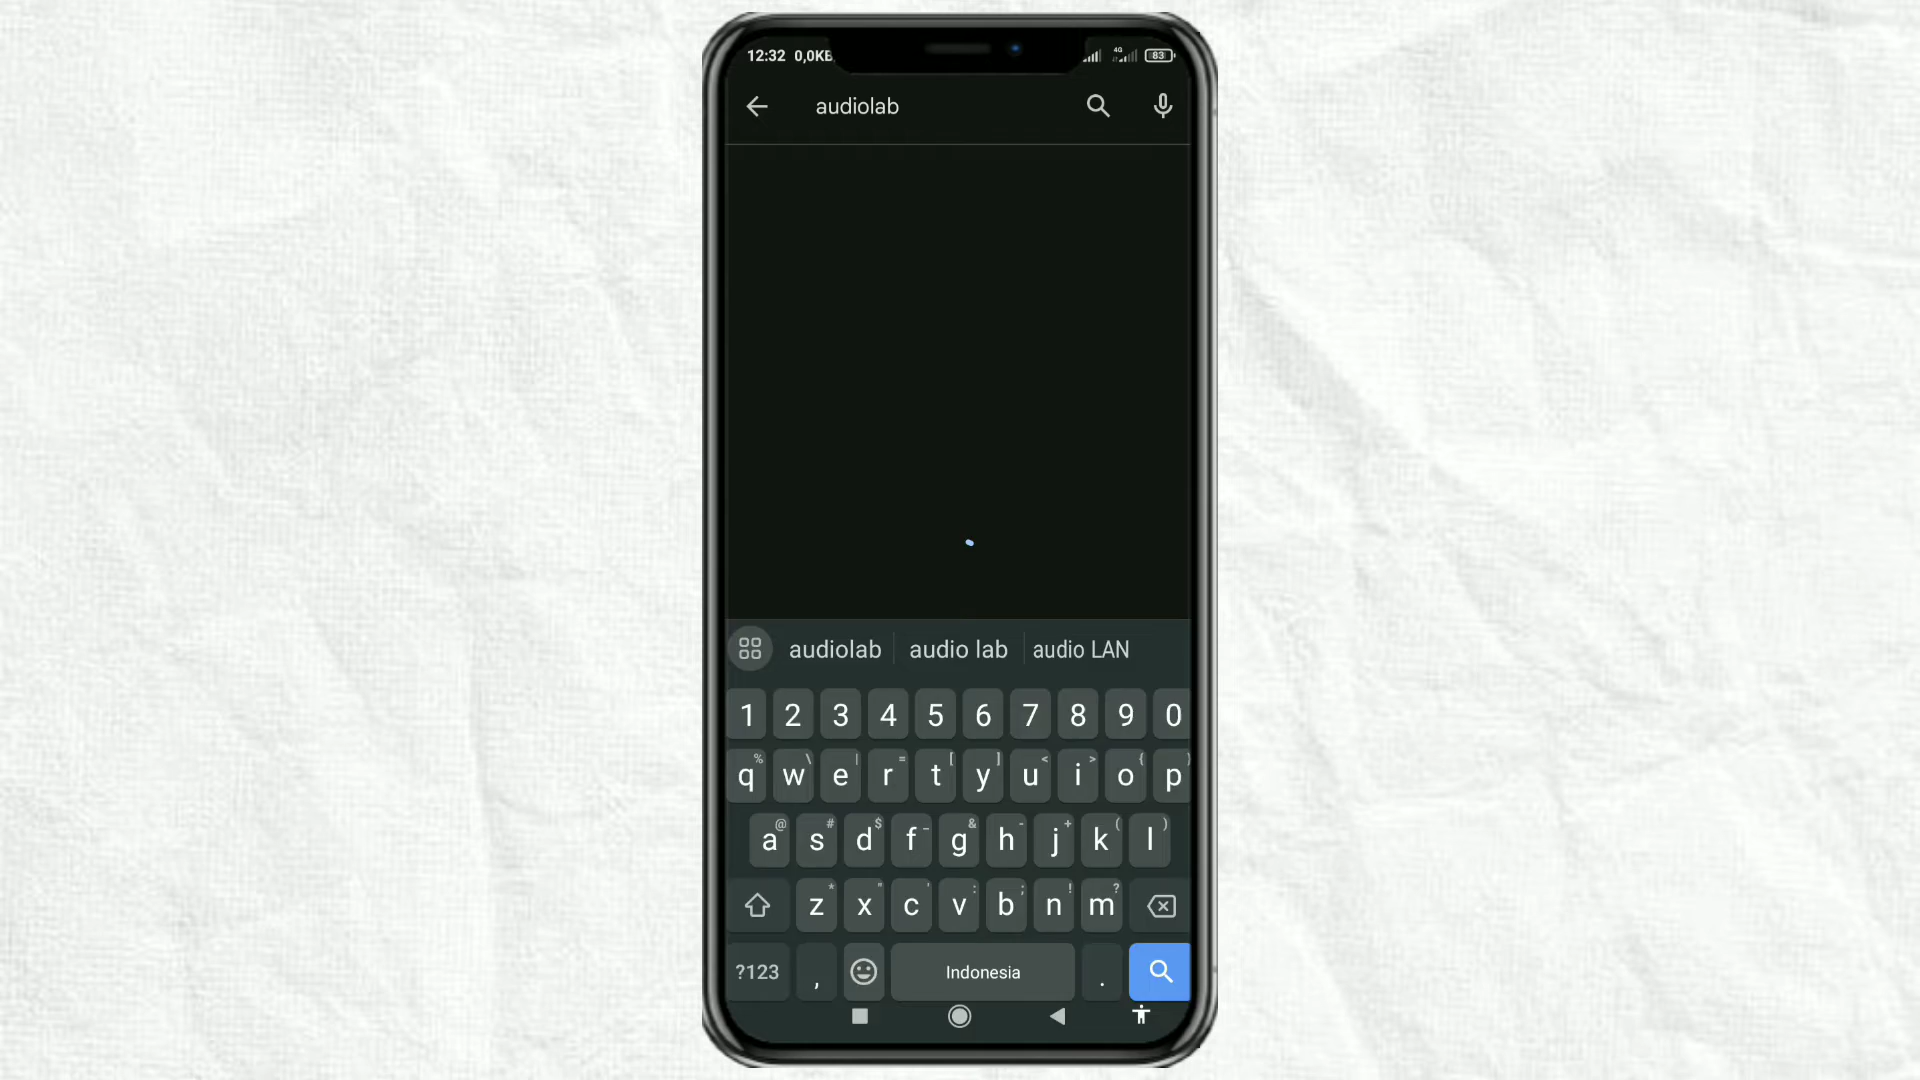 12:32 0,0KB 4G 83
audiolab
audiolab audio lab audio LAN
1 2 3 4 5 6 7 8 9 0
% \ | = [ ] < > { }
q w e r t y u i o p
@ # $ _ & - + ( )
a s d f g h j k l
* " ' : ; ! ?
z x c v b n m
?123 , Indonesia .